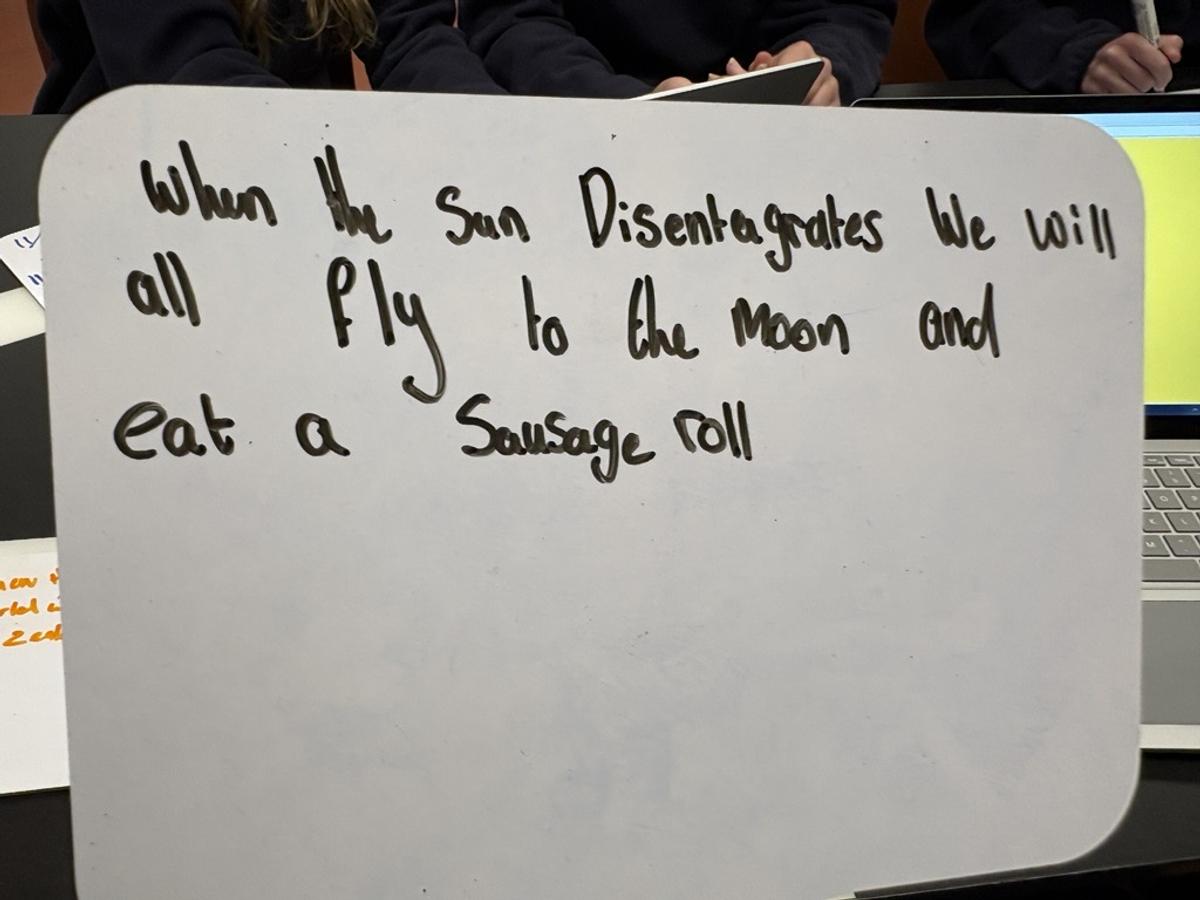 When the Sun Disentagrates We will
all fly to the Moon and
eat a Sausage roll